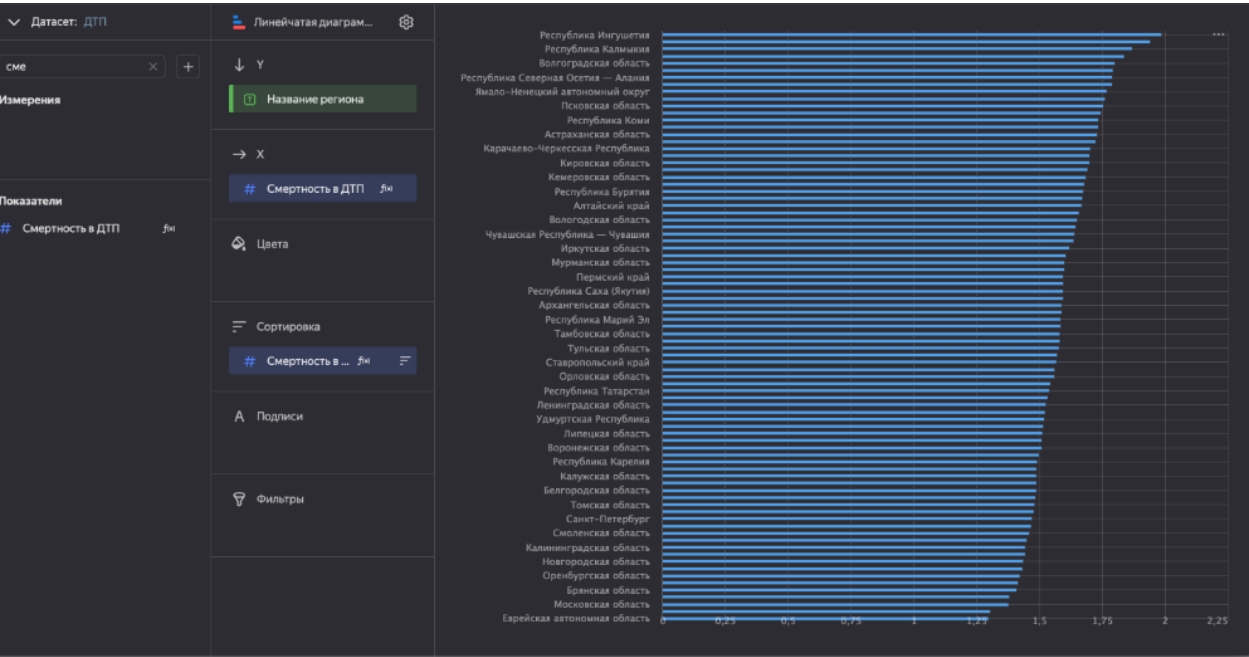 Датасет: ДТП
сме
Измерения
Показатели
# Смертность в ДТП
Линейчатая диаграм...
Y
Название региона
X
# Смертность в ДТП
Цвета
Сортировка
# Смертность в ...
A Подписи
Фильтры
Республика Ингушетия
Республика Калмыкия
Волгоградская область
Республика Северная Осетия — Алания
Ямало-Ненецкий автономный округ
Псковская область
Республика Коми
Астраханская область
Карачаево-Черкесская Республика
Кировская область
Кемеровская область
Республика Бурятия
Алтайский край
Вологодская область
Чувашская Республика — Чувашия
Иркутская область
Мурманская область
Пермский край
Республика Саха (Якутия)
Архангельская область
Республика Марий Эл
Тамбовская область
Тульская область
Ставропольский край
Орловская область
Республика Татарстан
Ленинградская область
Удмуртская Республика
Липецкая область
Воронежская область
Республика Карелия
Калужская область
Белгородская область
Томская область
Санкт-Петербург
Смоленская область
Калининградская область
Новгородская область
Оренбургская область
Брянская область
Московская область
Еврейская автономная область
0 0,25 0,5 0,75 1 1,25 1,5 1,75 2 2,25